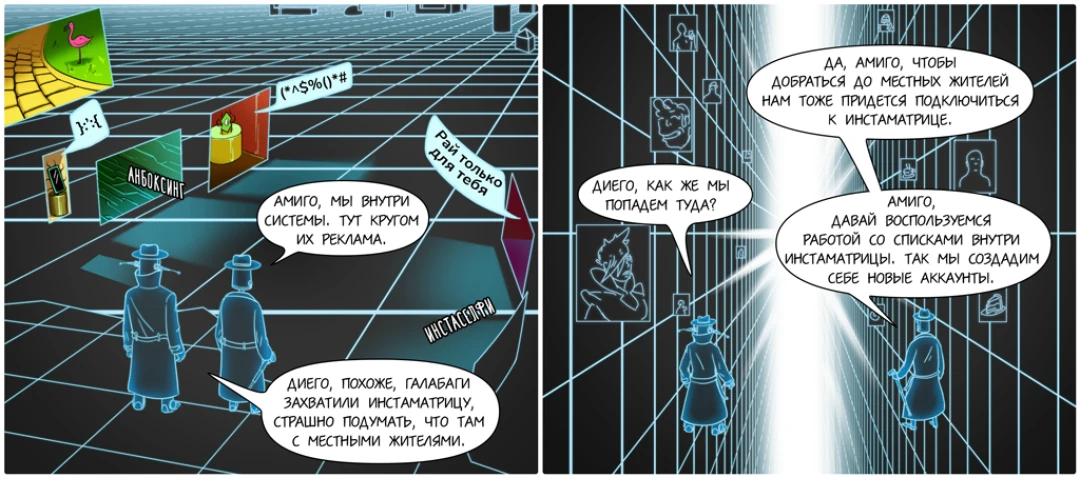 }:':{
АНБОКСИНГ
(*^$%()*#
Рай только
для тебя
АМИГО, МЫ ВНУТРИ
СИСТЕМЫ. ТУТ КРУГОМ
ИХ РЕКЛАМА.
ИНСТАСЕЛФИ
ДИЕГО, ПОХОЖЕ, ГАЛАБАГИ
ЗАХВАТИЛИ ИНСТАМАТРИЦУ,
СТРАШНО ПОДУМАТЬ, ЧТО ТАМ
С МЕСТНЫМИ ЖИТЕЛЯМИ.
ДИЕГО, КАК ЖЕ МЫ
ПОПАДЕМ ТУДА?
ДА, АМИГО, ЧТОБЫ
ДОБРАТЬСЯ ДО МЕСТНЫХ ЖИТЕЛЕЙ
НАМ ТОЖЕ ПРИДЕТСЯ ПОДКЛЮЧИТЬСЯ
К ИНСТАМАТРИЦЕ.
АМИГО,
ДАВАЙ ВОСПОЛЬЗУЕМСЯ
РАБОТОЙ СО СПИСКАМИ ВНУТРИ
ИНСТАМАТРИЦЫ. ТАК МЫ СОЗДАДИМ
СЕБЕ НОВЫЕ АККАУНТЫ.